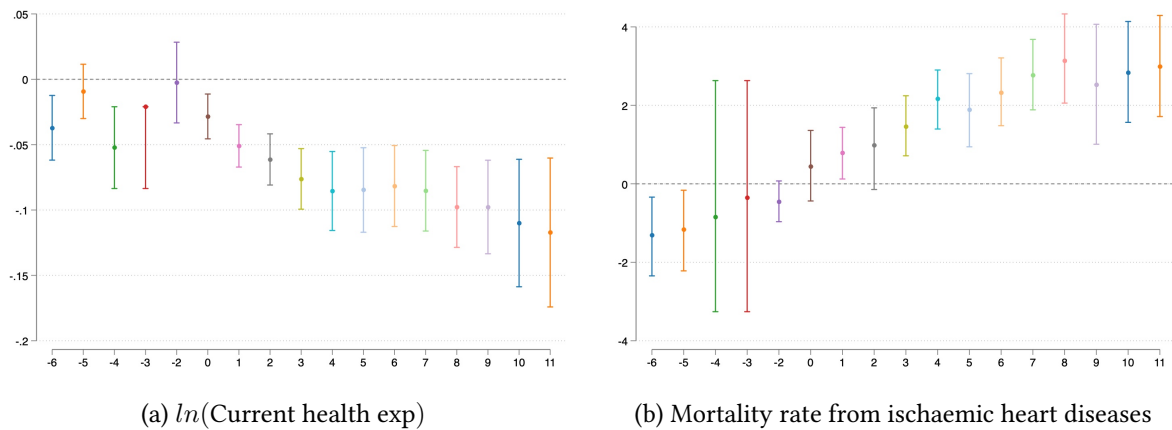 .05
0
-.05
-.1
-.15
-.2
-6 -5 -4 -3 -2 0 1 2 3 4 5 6 7 8 9 10 11
(a) ln(Current health exp)
4
2
0
-2
-4
-6 -5 -4 -3 -2 0 1 2 3 4 5 6 7 8 9 10 11
(b) Mortality rate from ischaemic heart diseases